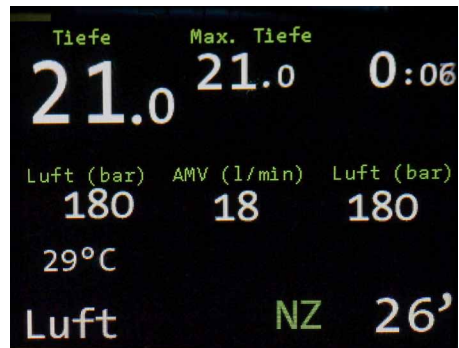 Tiefe Max. Tiefe
21.0 21.0 0:06
Luft (bar) AMV (l/min) Luft (bar)
180 18 180
29°C
Luft NZ 26’